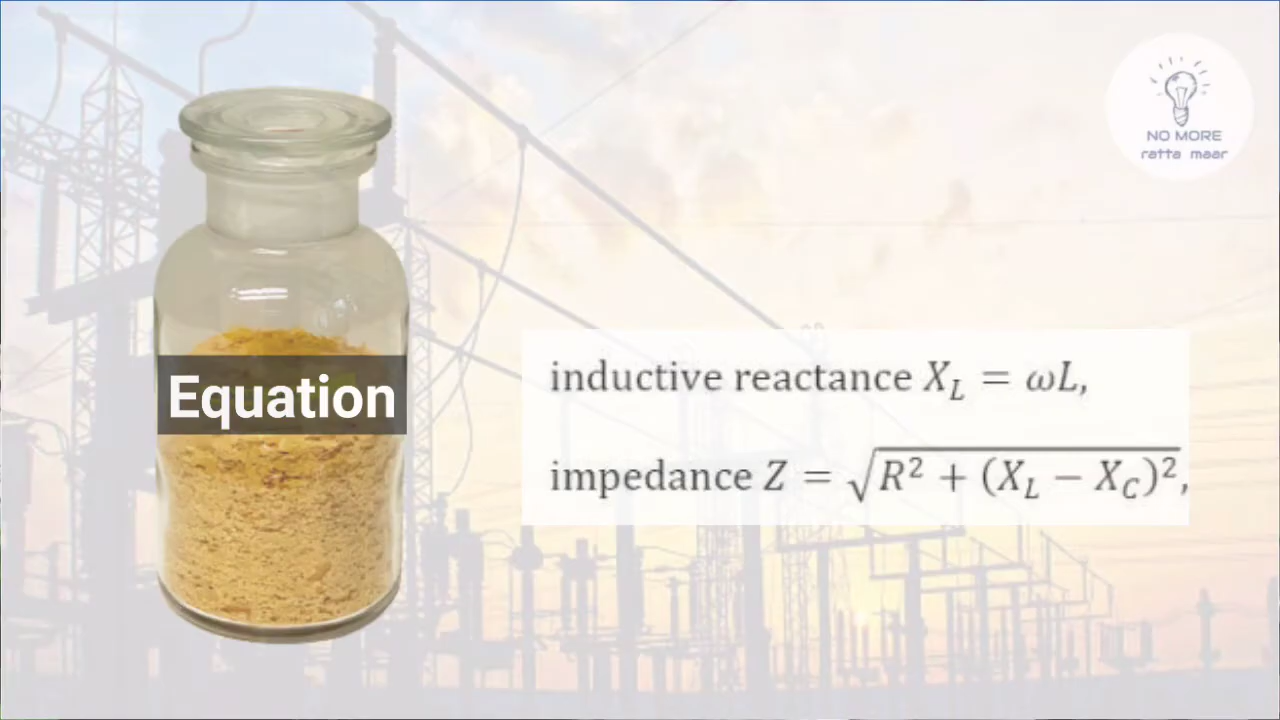 NO MORE
ratta maar
Equation
inductive reactance X_L = ωL,
impedance Z = √(R² + (X_L − X_C)²),